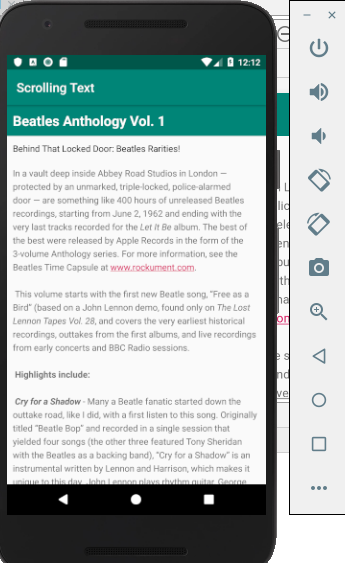 12:12
Scrolling Text
Beatles Anthology Vol. 1
Behind That Locked Door: Beatles Rarities!
In a vault deep inside Abbey Road Studios in London —
protected by an unmarked, triple-locked, police-alarmed
door — are something like 400 hours of unreleased Beatles
recordings, starting from June 2, 1962 and ending with the
very last tracks recorded for the Let It Be album. The best of
the best were released by Apple Records in the form of the
3-volume Anthology series. For more information, see the
Beatles Time Capsule at www.rockument.com.
This volume starts with the first new Beatle song, "Free as a
Bird" (based on a John Lennon demo, found only on The Lost
Lennon Tapes Vol. 28, and covers the very earliest historical
recordings, outtakes from the first albums, and live recordings
from early concerts and BBC Radio sessions.
Highlights include:
Cry for a Shadow - Many a Beatle fanatic started down the
outtake road, like I did, with a first listen to this song. Originally
titled "Beatle Bop" and recorded in a single session that
yielded four songs (the other three featured Tony Sheridan
with the Beatles as a backing band), "Cry for a Shadow" is an
instrumental written by Lennon and Harrison, which makes it
unique to this day. John Lennon plays rhythm guitar, George